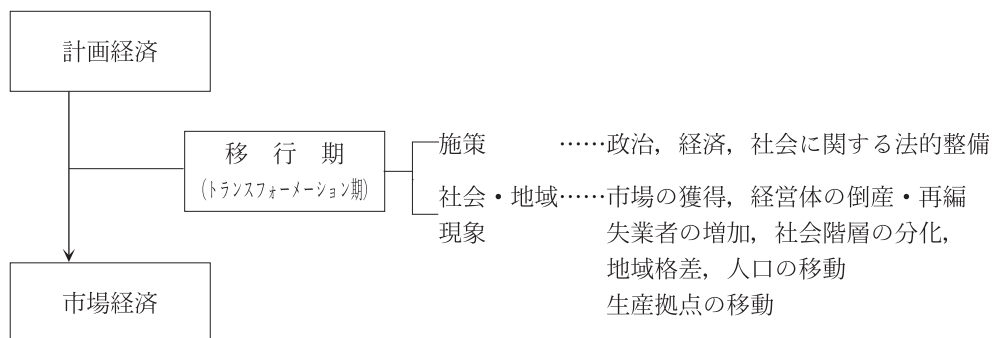 計画経済
移 行 期
(トランスフォーメーション期)
施策 ……政治，経済，社会に関する法的整備
社会・地域……市場の獲得，経営体の倒産・再編
現象 失業者の増加，社会階層の分化，
地域格差，人口の移動
生産拠点の移動
市場経済